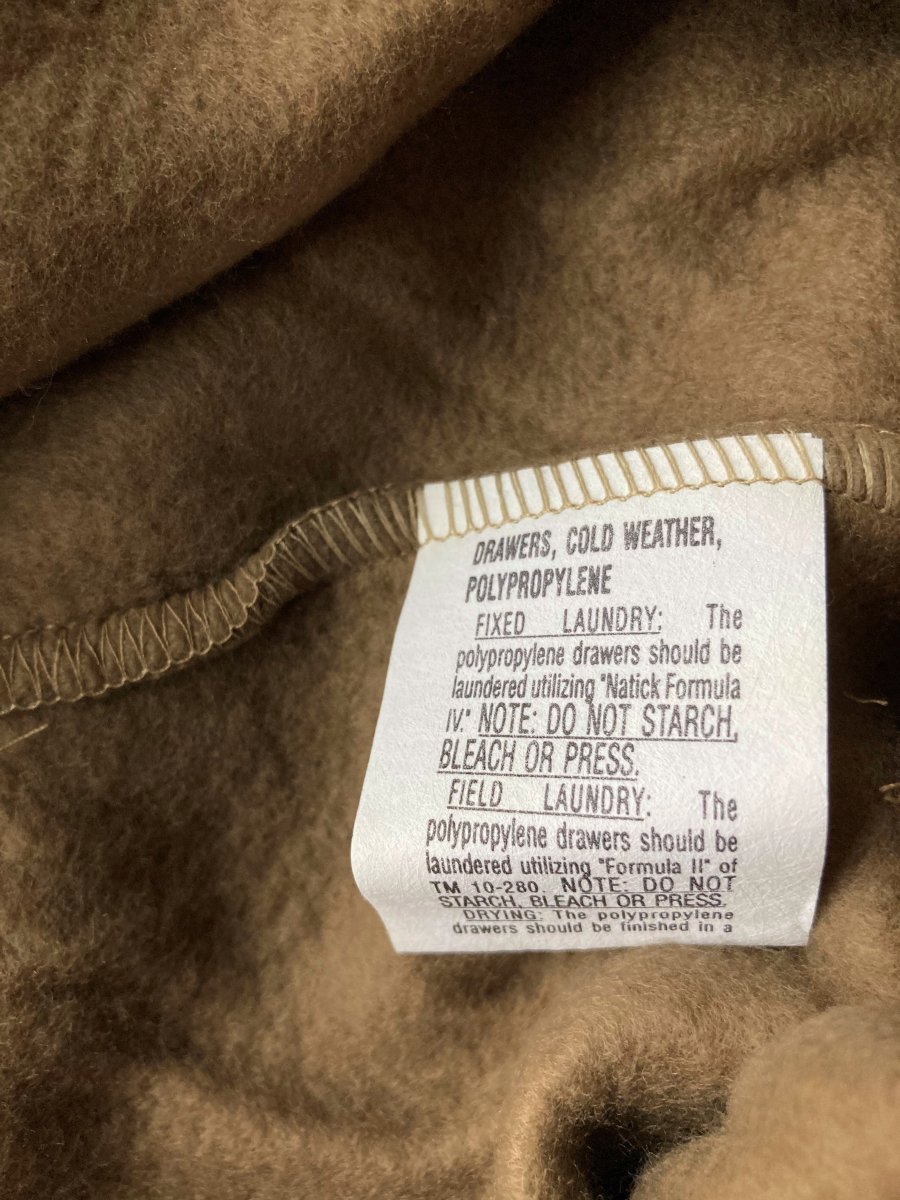 DRAWERS, COLD WEATHER,
POLYPROPYLENE
FIXED LAUNDRY: The
polypropylene drawers should be
laundered utilizing "Natick Formula
IV." NOTE: DO NOT STARCH,
BLEACH OR PRESS.
FIELD LAUNDRY: The
polypropylene drawers should be
laundered utilizing "Formula II" of
TM 10-280. NOTE: DO NOT
STARCH, BLEACH OR PRESS.
DRYING: The polypropylene
drawers should be finished in a